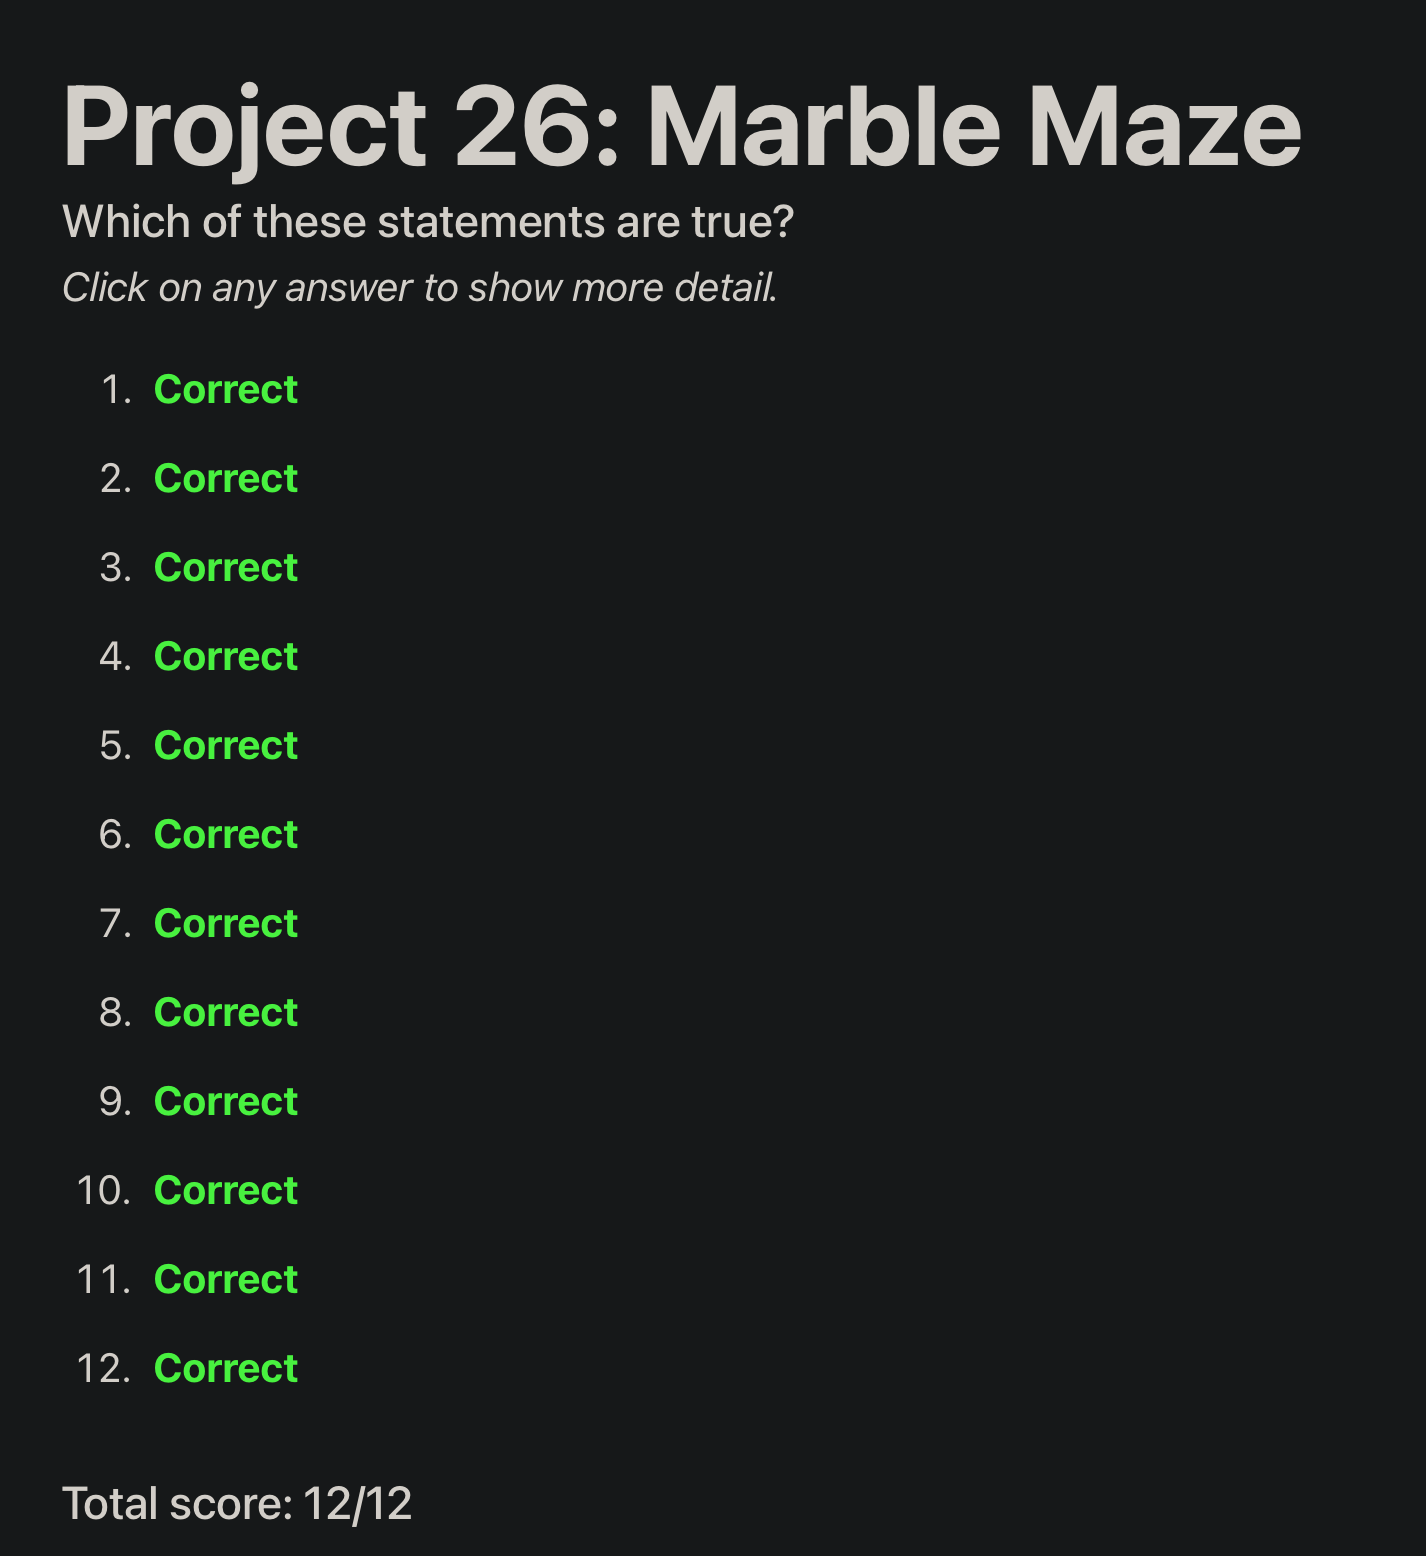 Project 26: Marble Maze
Which of these statements are true?
Click on any answer to show more detail.
1. Correct
2. Correct
3. Correct
4. Correct
5. Correct
6. Correct
7. Correct
8. Correct
9. Correct
10. Correct
11. Correct
12. Correct
Total score: 12/12